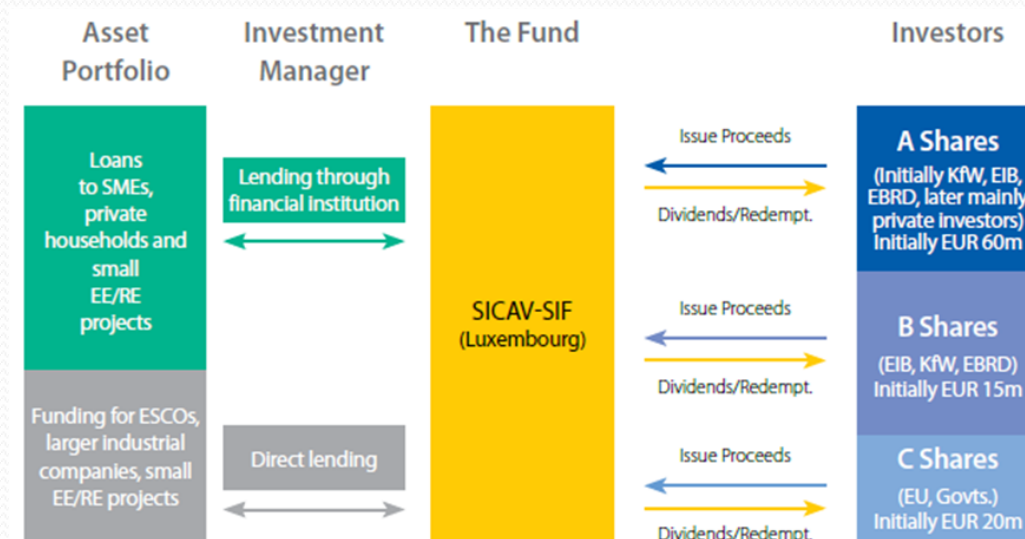 Asset
Portfolio
Investment
Manager
The Fund
Investors
Loans
to SMEs,
private
households and
small
EE/RE
projects
Funding for ESCOs,
larger industrial
companies, small
EE/RE projects
Lending through
financial institution
Direct lending
SICAV-SIF
(Luxembourg)
Issue Proceeds
Dividends/Redempt.
Issue Proceeds
Dividends/Redempt.
Issue Proceeds
Dividends/Redempt.
A Shares
(Initially KfW, EIB,
EBRD, later mainly
private investors)
Initially EUR 60m
B Shares
(EIB, KfW, EBRD)
Initially EUR 15m
C Shares
(EU, Govts.)
Initially EUR 20m